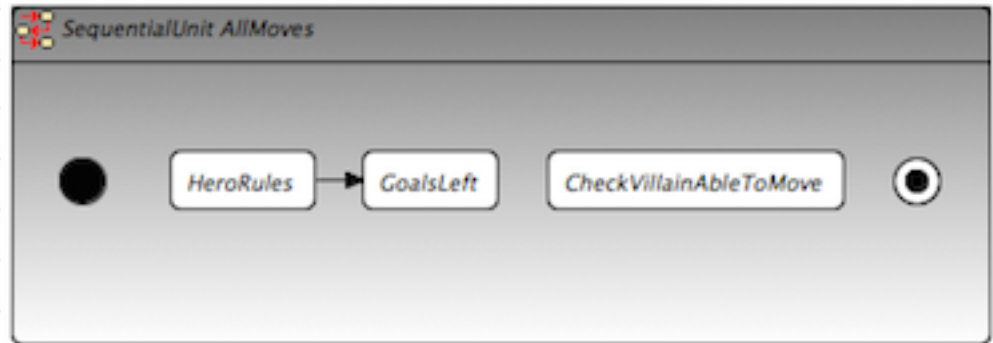 SequentialUnit AllMoves
HeroRules
GoalsLeft
CheckVillainAbleToMove